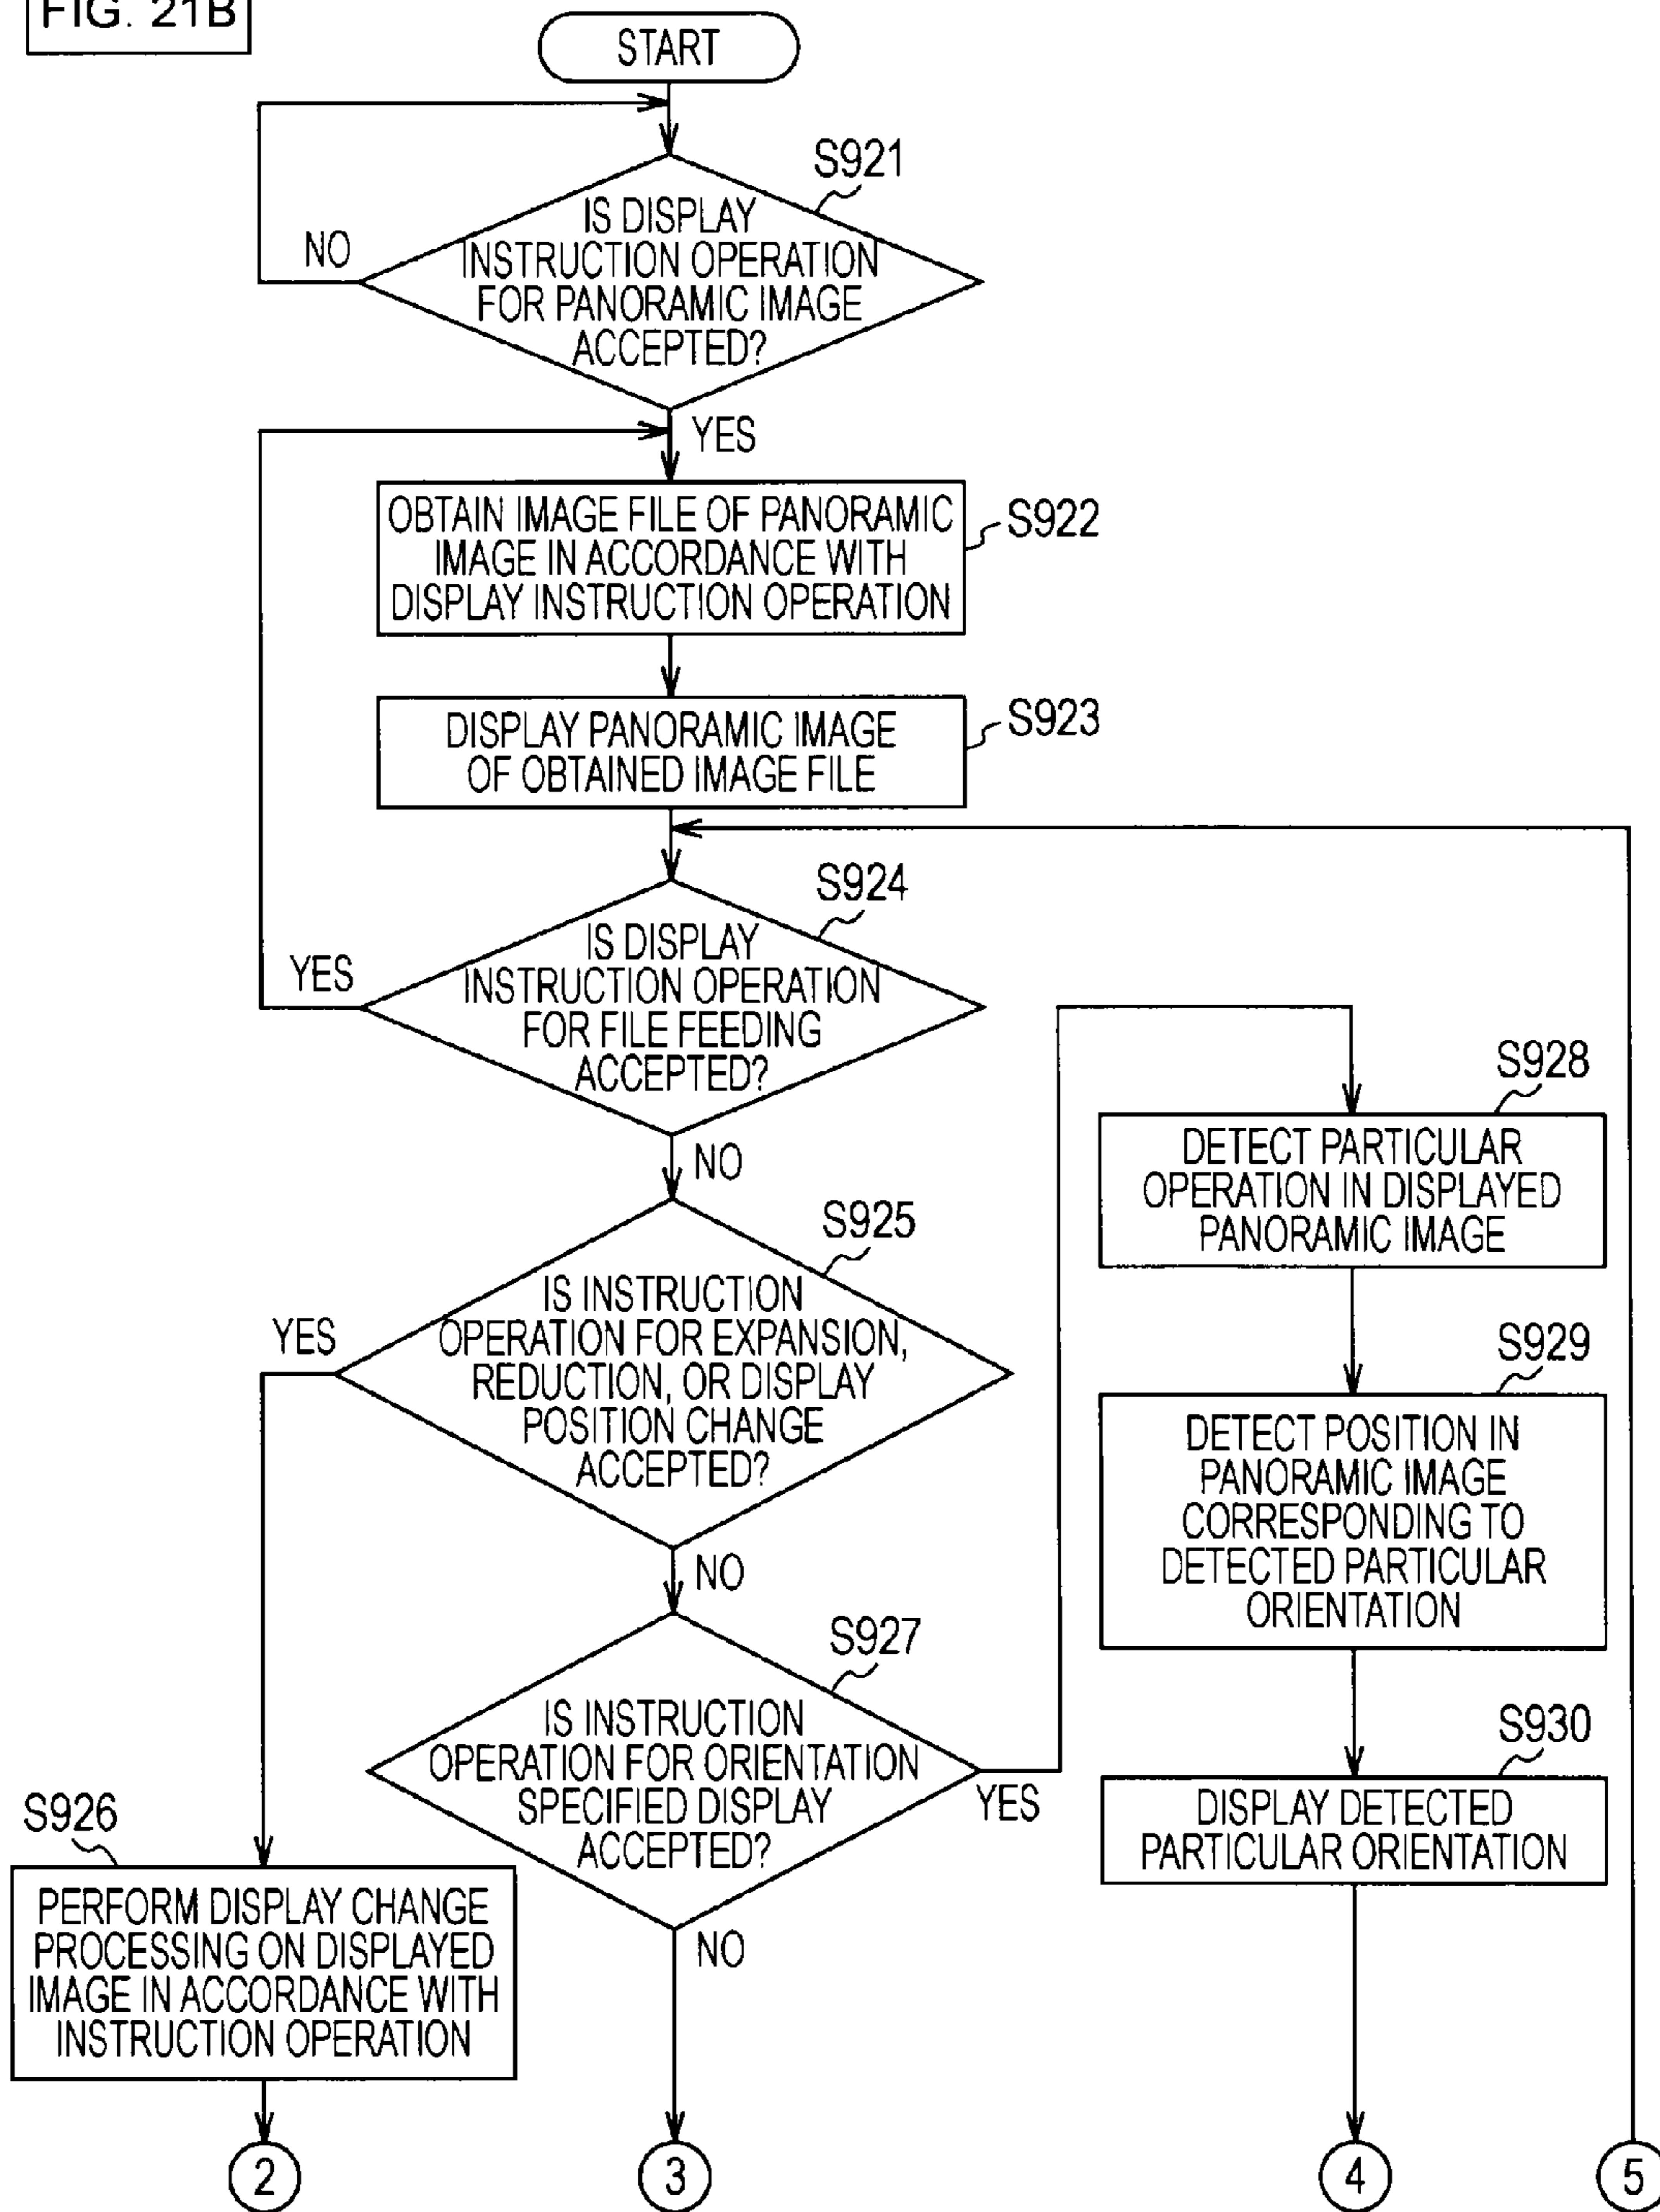 FIG. 21B
START
S921
IS DISPLAY
INSTRUCTION OPERATION
FOR PANORAMIC IMAGE
ACCEPTED?
NO
YES
OBTAIN IMAGE FILE OF PANORAMIC
IMAGE IN ACCORDANCE WITH
DISPLAY INSTRUCTION OPERATION
S922
DISPLAY PANORAMIC IMAGE
OF OBTAINED IMAGE FILE
S923
S924
IS DISPLAY
INSTRUCTION OPERATION
FOR FILE FEEDING
ACCEPTED?
YES
NO
S925
IS INSTRUCTION
OPERATION FOR EXPANSION,
REDUCTION, OR DISPLAY
POSITION CHANGE
ACCEPTED?
YES
NO
S927
IS INSTRUCTION
OPERATION FOR ORIENTATION
SPECIFIED DISPLAY
ACCEPTED?
YES
NO
S926
PERFORM DISPLAY CHANGE
PROCESSING ON DISPLAYED
IMAGE IN ACCORDANCE WITH
INSTRUCTION OPERATION
S928
DETECT PARTICULAR
OPERATION IN DISPLAYED
PANORAMIC IMAGE
S929
DETECT POSITION IN
PANORAMIC IMAGE
CORRESPONDING TO
DETECTED PARTICULAR
ORIENTATION
S930
DISPLAY DETECTED
PARTICULAR ORIENTATION
2
3
4
5